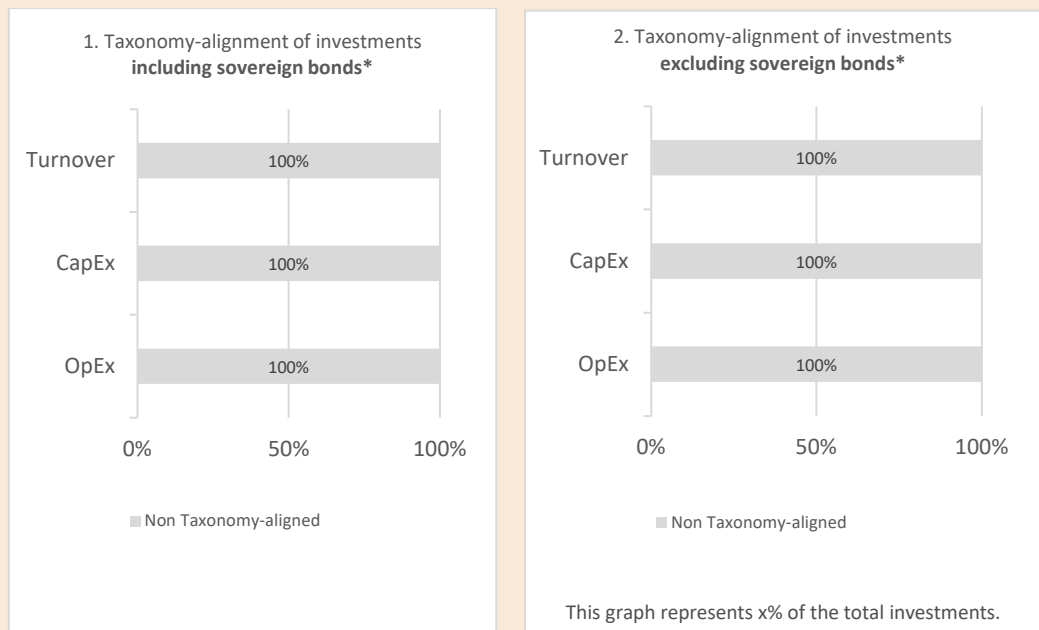 1. Taxonomy-alignment of investments
including sovereign bonds*
Turnover
100%
CapEx
100%
OpEx
100%
0%
50%
100%
Non Taxonomy-aligned
2. Taxonomy-alignment of investments
excluding sovereign bonds*
Turnover
100%
CapEx
100%
OpEx
100%
0%
50%
100%
Non Taxonomy-aligned
This graph represents x% of the total investments.